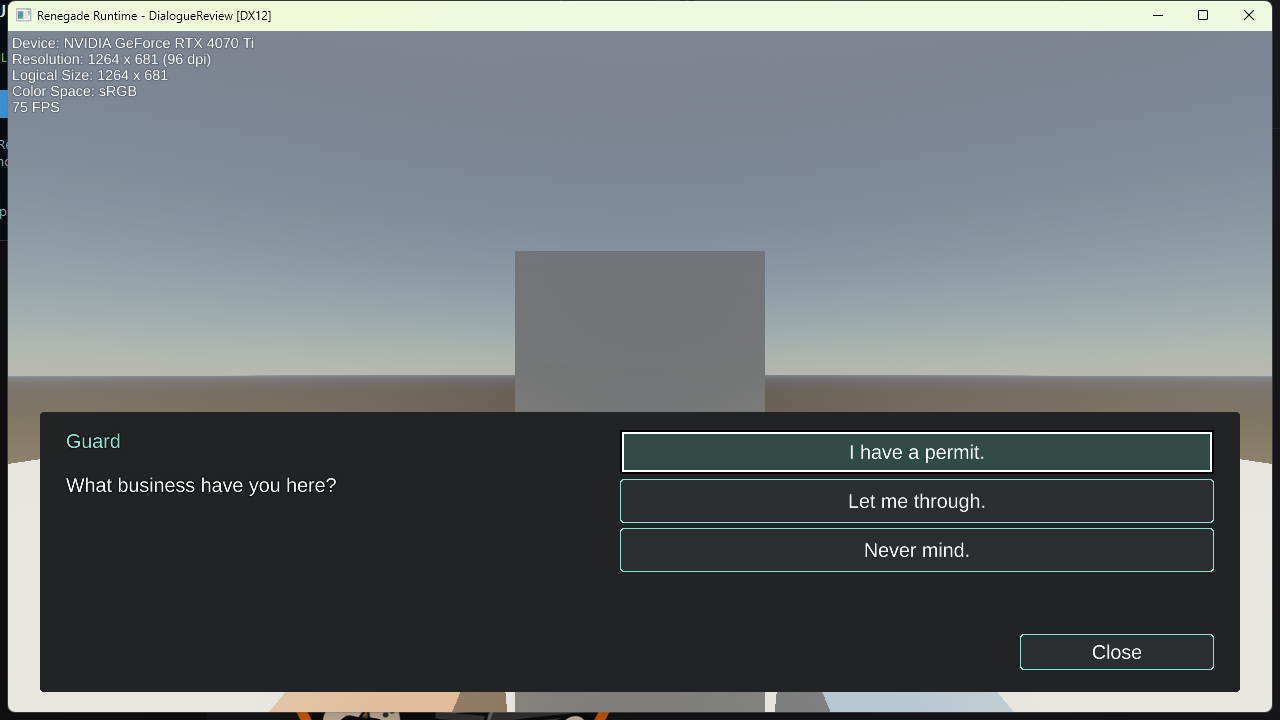 Renegade Runtime - DialogueReview [DX12]
Device: NVIDIA GeForce RTX 4070 Ti
Resolution: 1264 x 681 (96 dpi)
Logical Size: 1264 x 681
Color Space: sRGB
75 FPS
Guard
What business have you here?
I have a permit.
Let me through.
Never mind.
Close